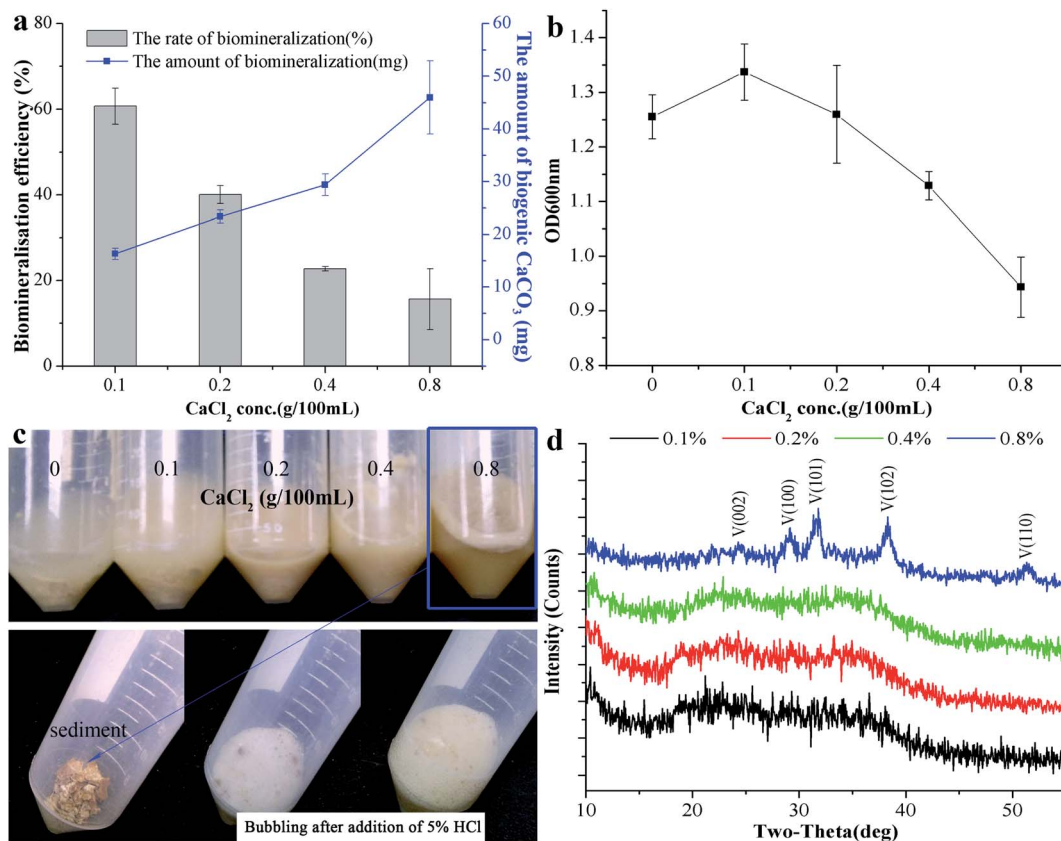 a
80
60
40
20
0
Biomineralisation efficiency (%)
The rate of biomineralization(%)
The amount of biomineralization(mg)
60
50
40
30
20
10
0
The amount of biogenic CaCO₃ (mg)
0.1 0.2 0.4 0.8
CaCl₂ conc.(g/100mL)
b
1.4
1.3
1.2
1.1
1.0
0.9
0.8
OD600nm
0 0.1 0.2 0.4 0.8
CaCl₂ conc.(g/100mL)
c
0 0.1 0.2 0.4 0.8
CaCl₂ (g/100mL)
sediment
Bubbling after addition of 5% HCl
d
0.1% 0.2% 0.4% 0.8%
V(002) V(100) V(101) V(102) V(110)
Intensity (Counts)
10 20 30 40 50
Two-Theta(deg)